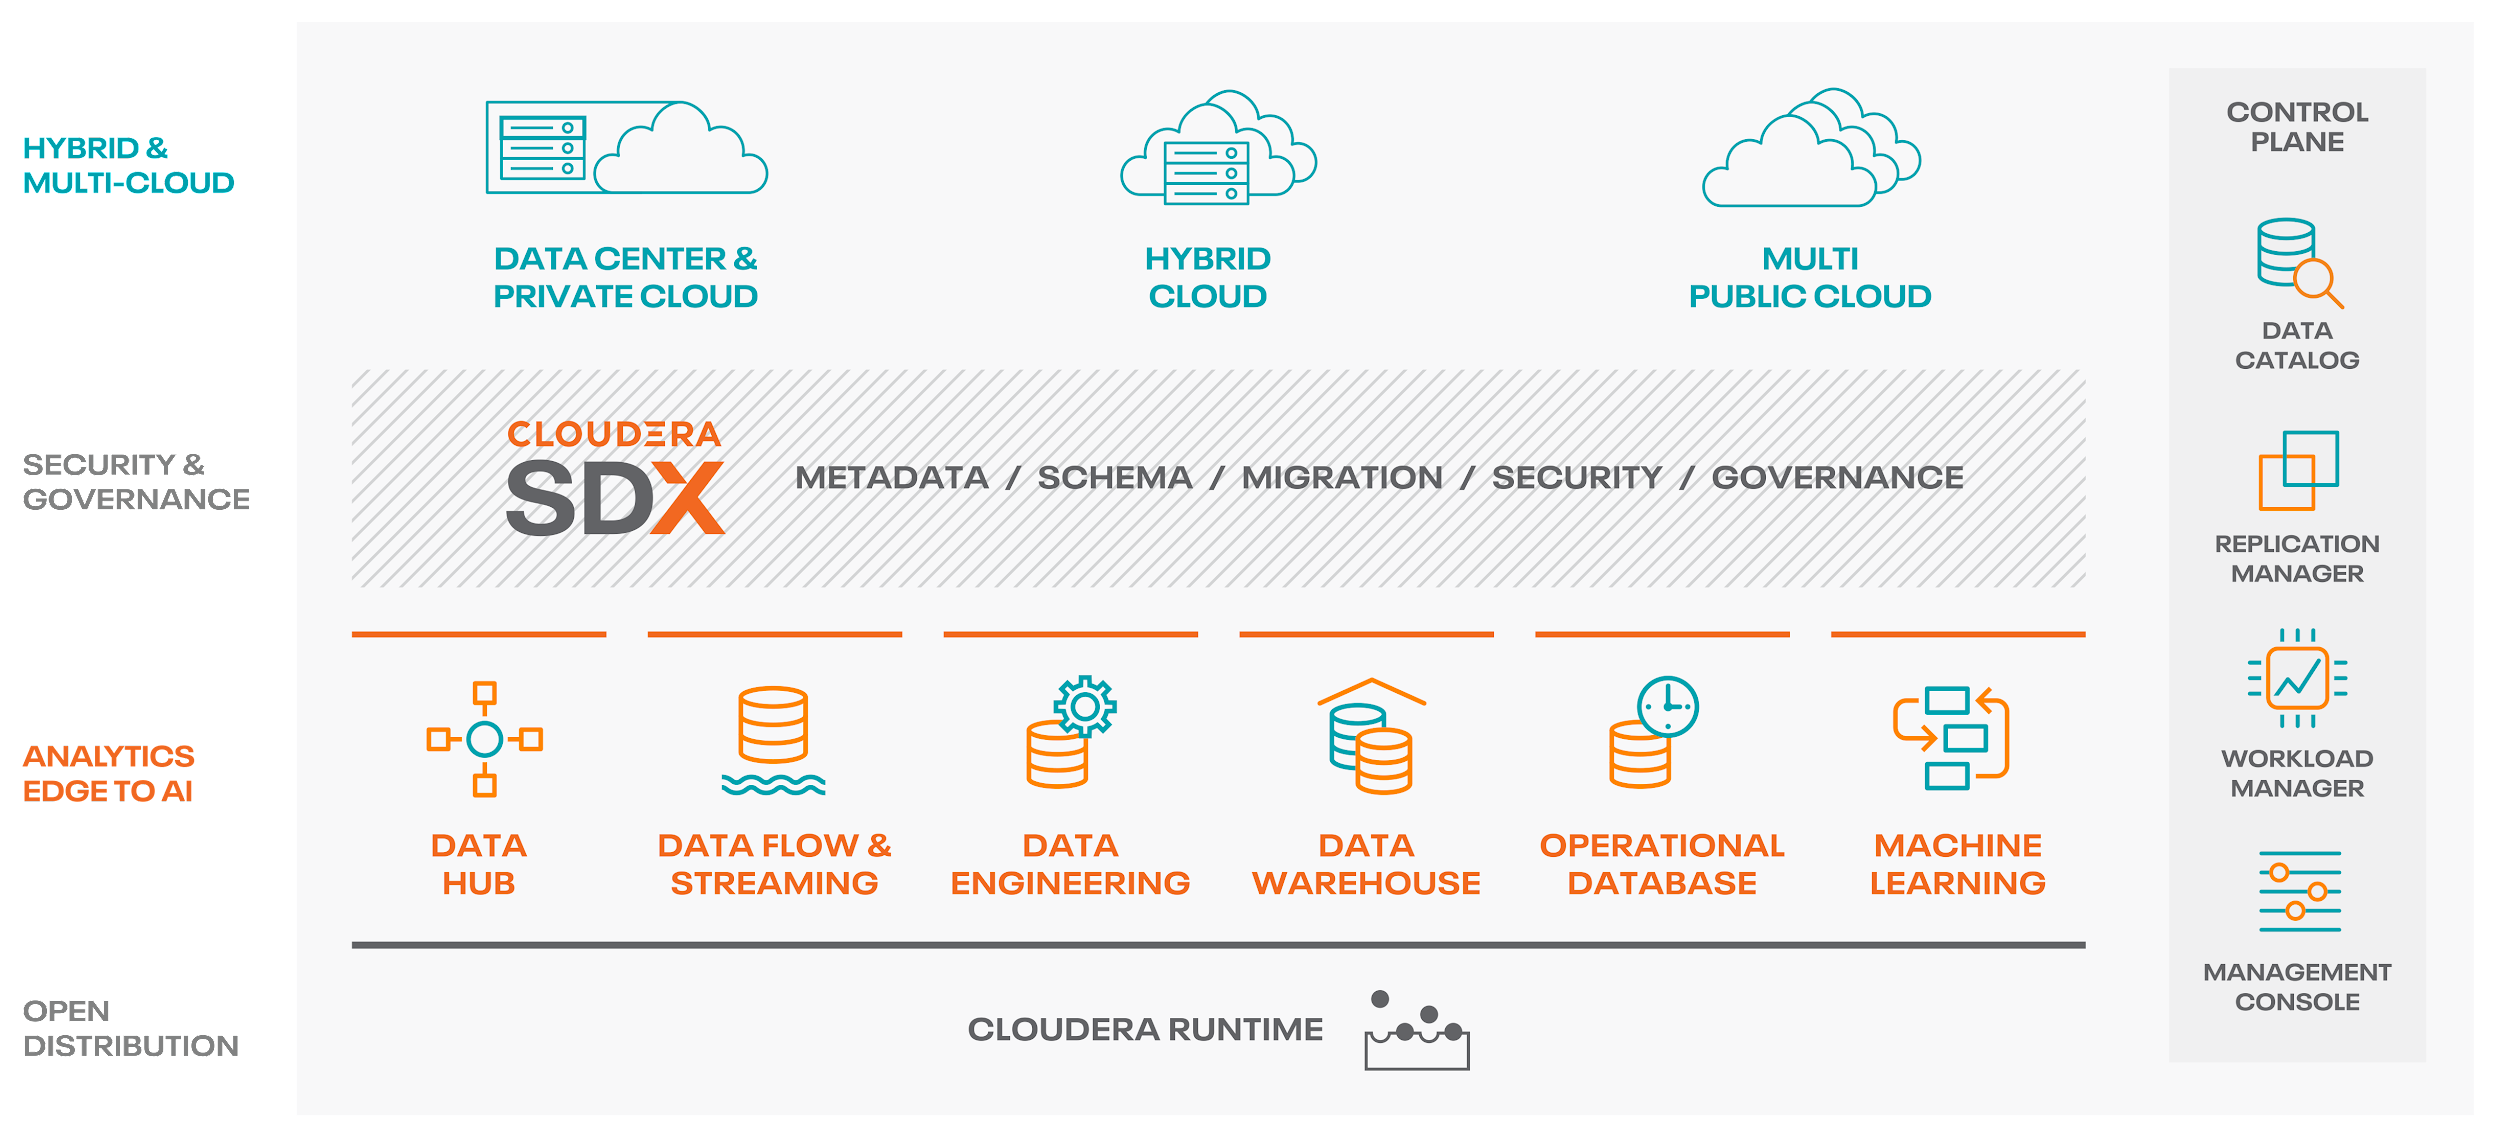 HYBRID &
MULTI-CLOUD
DATA CENTER &
PRIVATE CLOUD
HYBRID
CLOUD
MULTI
PUBLIC CLOUD
SECURITY &
GOVERNANCE
CLOUDERA
SDX
METADATA / SCHEMA / MIGRATION / SECURITY / GOVERNANCE
ANALYTICS
EDGE TO AI
DATA
HUB
DATA FLOW &
STREAMING
DATA
ENGINEERING
DATA
WAREHOUSE
OPERATIONAL
DATABASE
MACHINE
LEARNING
OPEN
DISTRIBUTION
CLOUDERA RUNTIME
CONTROL
PLANE
DATA
CATALOG
REPLICATION
MANAGER
WORKLOAD
MANAGER
MANAGEMENT
CONSOLE